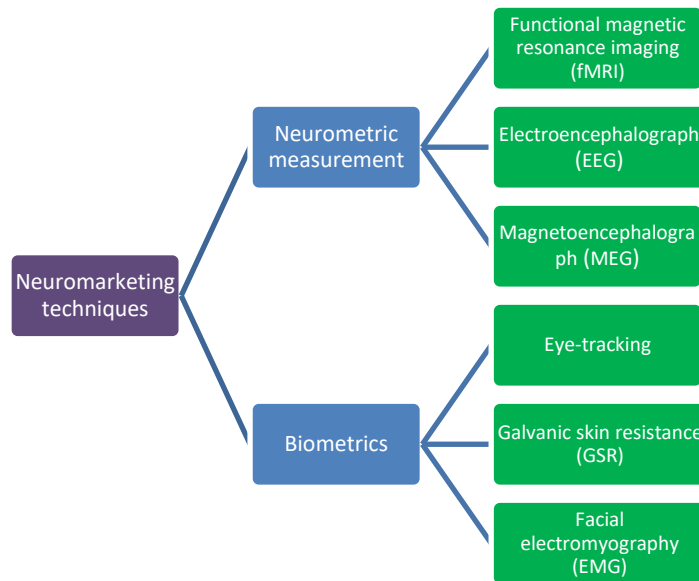 Functional magnetic
resonance imaging
(fMRI)
Neurometric
measurement
Electroencephalograph
(EEG)
Magnetoencephalogra
ph (MEG)
Neuromarketing
techniques
Eye-tracking
Biometrics
Galvanic skin resistance
(GSR)
Facial
electromyography
(EMG)